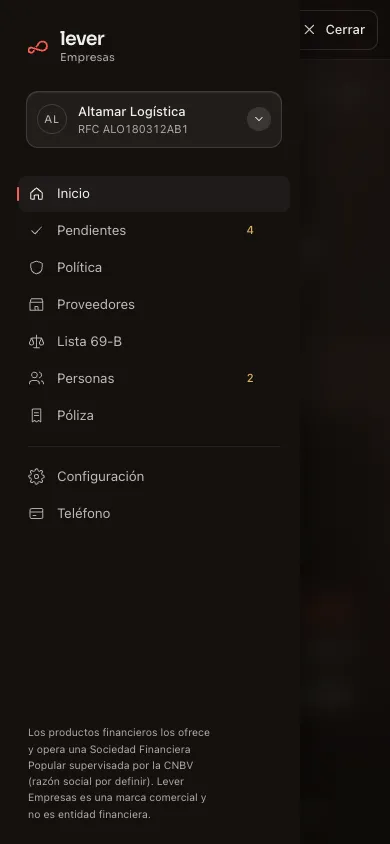 lever
Empresas
Cerrar
AL
Altamar Logística
RFC ALO180312AB1
Inicio
Pendientes 4
Política
Proveedores
Lista 69-B
Personas 2
Póliza
Configuración
Teléfono
Los productos financieros los ofrece
y opera una Sociedad Financiera
Popular supervisada por la CNBV
(razón social por definir). Lever
Empresas es una marca comercial y
no es entidad financiera.